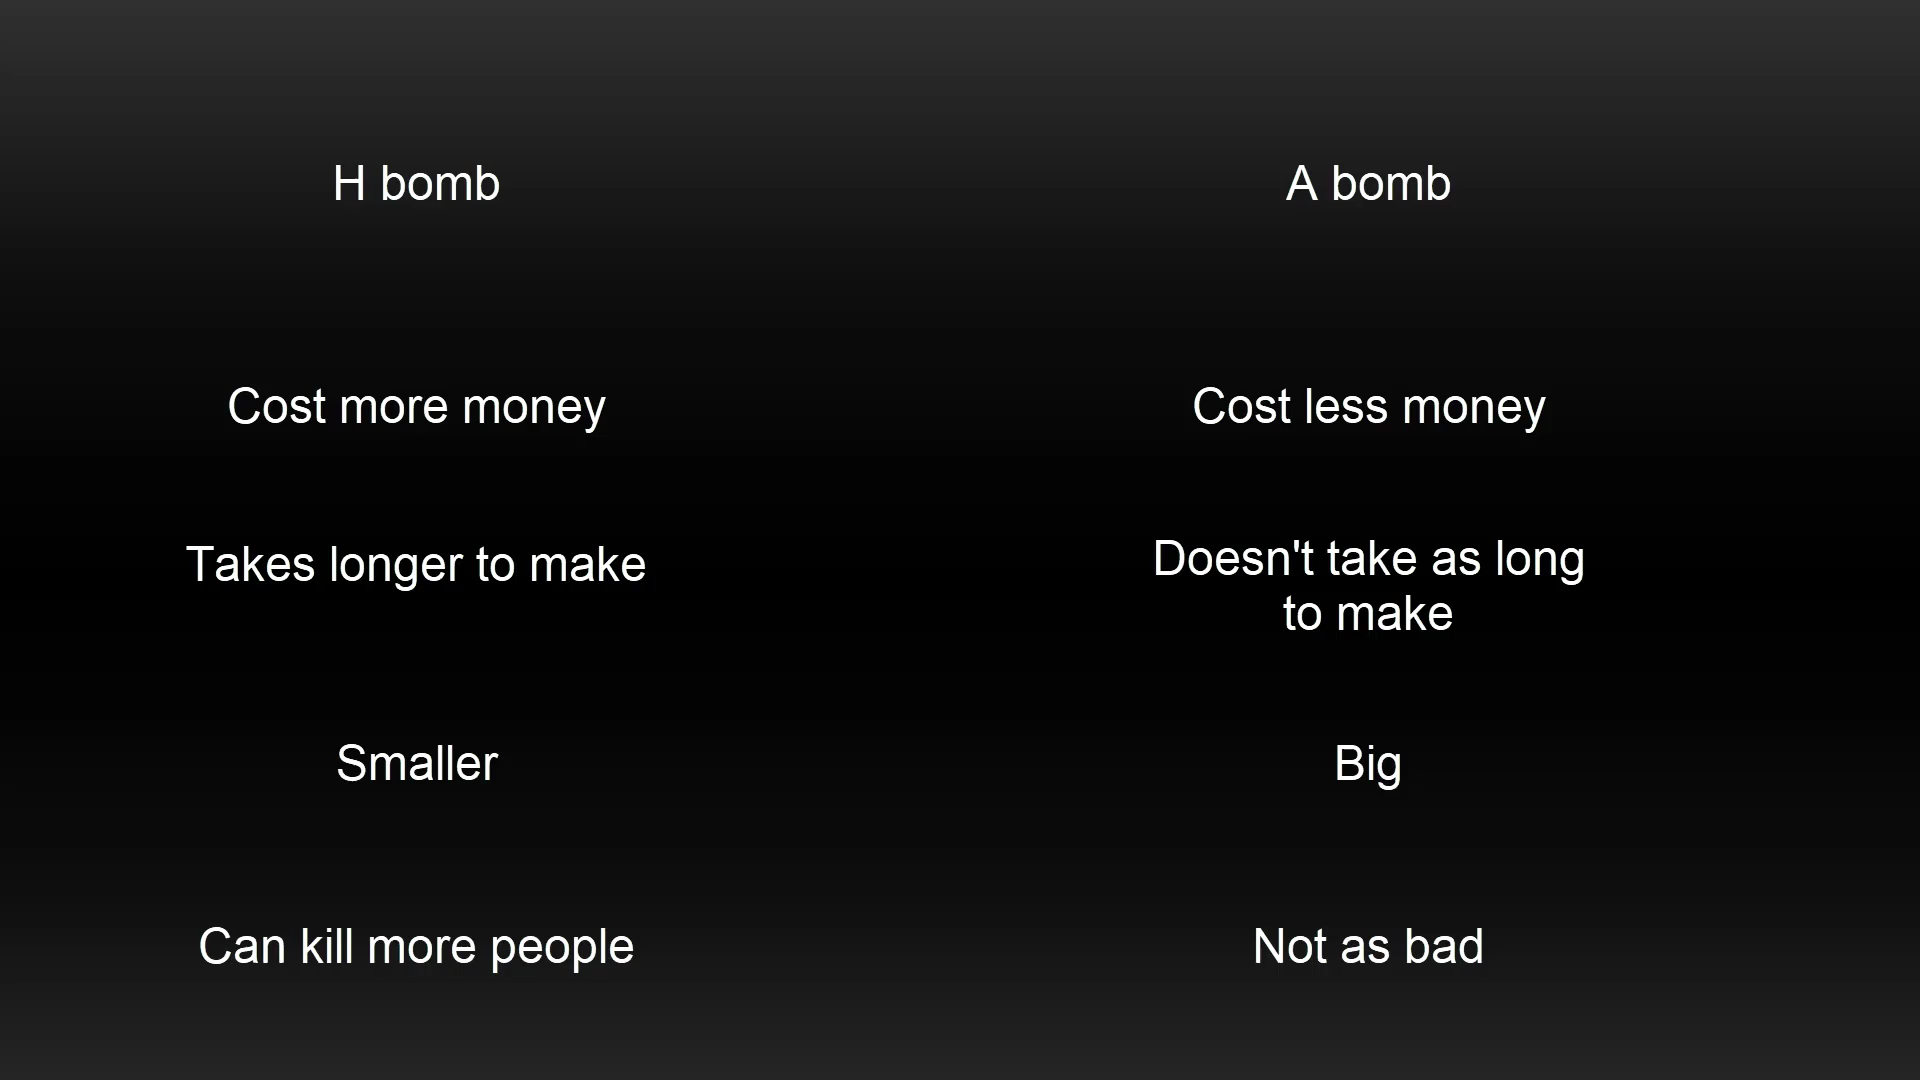 H bomb
A bomb
Cost more money
Cost less money
Takes longer to make
Doesn't take as long
to make
Smaller
Big
Can kill more people
Not as bad